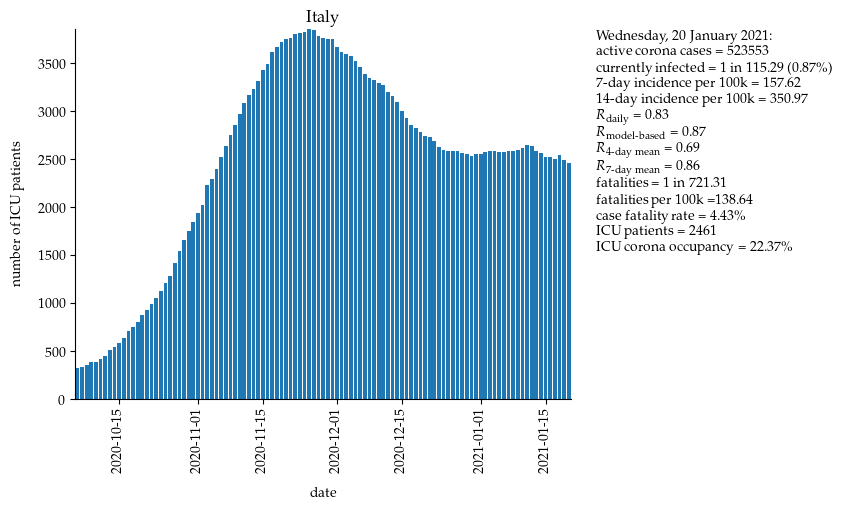 Italy
number of ICU patients
3500
3000
2500
2000
1500
1000
500
0
2020-10-15
2020-11-01
2020-11-15
2020-12-01
2020-12-15
2021-01-01
2021-01-15
date
Wednesday, 20 January 2021:
active corona cases = 523553
currently infected = 1 in 115.29 (0.87%)
7-day incidence per 100k = 157.62
14-day incidence per 100k = 350.97
R daily = 0.83
R model-based = 0.87
R 4-day mean = 0.69
R 7-day mean = 0.86
fatalities = 1 in 721.31
fatalities per 100k =138.64
case fatality rate = 4.43%
ICU patients = 2461
ICU corona occupancy = 22.37%